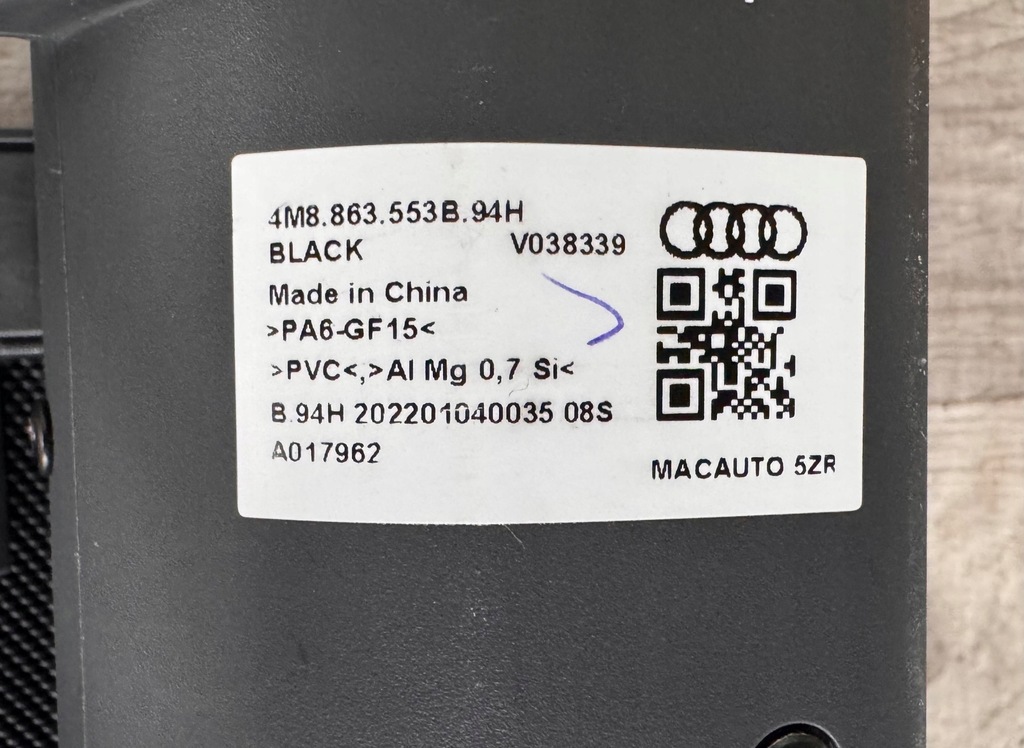 4M8.863.553B.94H
BLACK V038339
Made in China
>PA6-GF15<
>PVC<,>Al Mg 0,7 Si<
B.94H 202201040035 08S
A017962
MACAUTO 5ZR